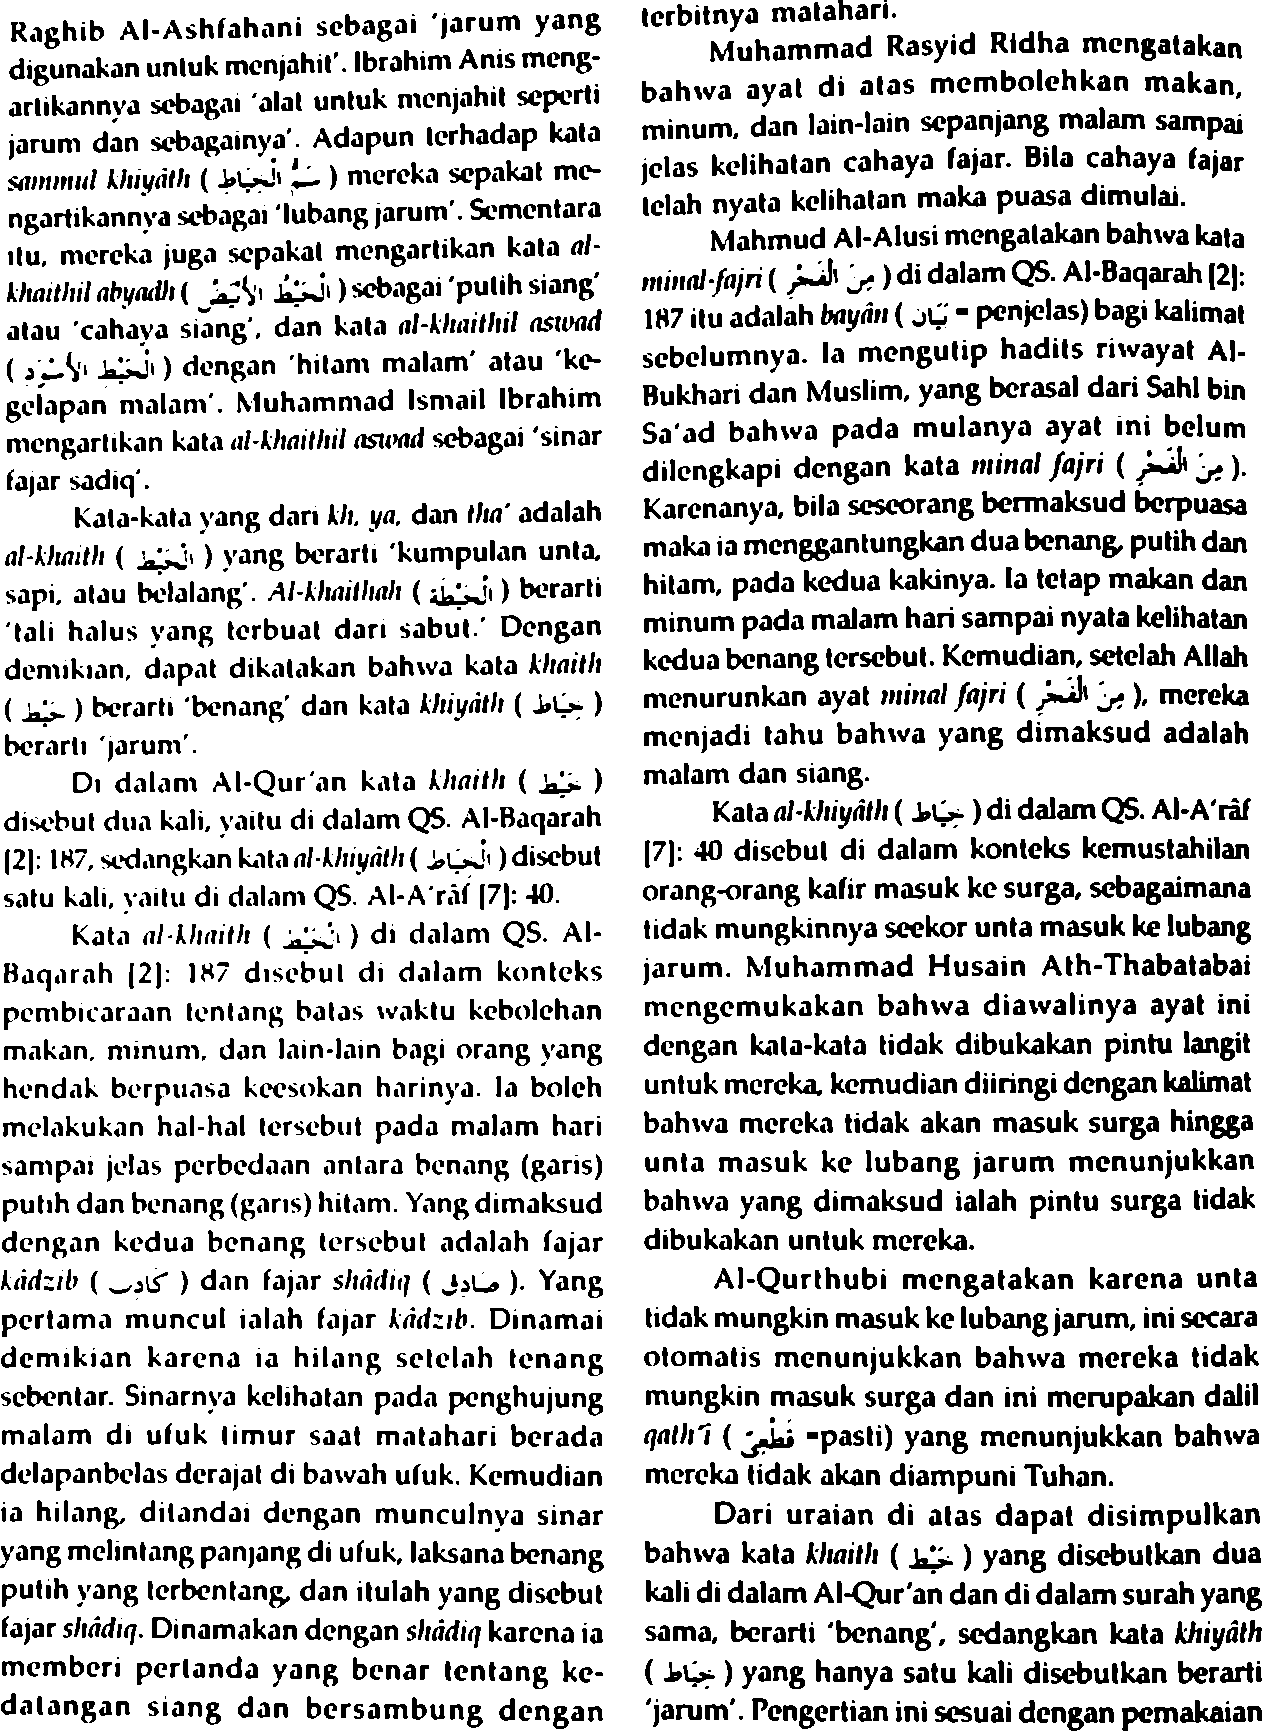 Raghib Al-Ashfahani sebagai 'jarum yang
digunakan untuk menjahit'. Ibrahim Anis meng-
artikannya sebagai 'alat untuk menjahit seperti
jarum dan sebagainya'. Adapun terhadap kata
sammul khiyâth ( سَمُّ الْخِيَاطِ ) mereka sepakat me-
ngartikannya sebagai 'lubang jarum'. Sementara
itu, mereka juga sepakat mengartikan kata al-
khaithil abyadh ( الْخَيْطُ الأَبْيَضُ ) sebagai 'putih siang'
atau 'cahaya siang', dan kata al-khaithil aswad
( الْخَيْطُ الأَسْوَدِ ) dengan 'hitam malam' atau 'ke-
gelapan malam'. Muhammad Ismail Ibrahim
mengartikan kata al-khaithil aswad sebagai 'sinar
fajar sadiq'.
Kata-kata yang dari kh, ya, dan tha' adalah
al-khaith ( الْخَيْط ) yang berarti 'kumpulan unta,
sapi, atau belalang'. Al-khaithah ( الْخَيْطَة ) berarti
'tali halus yang terbuat dari sabut.' Dengan
demikian, dapat dikatakan bahwa kata khaith
( خَيْط ) berarti 'benang' dan kata khiyâth ( خِيَاط )
berarti 'jarum'.
Di dalam Al-Qur'an kata khaith ( خَيْط )
disebut dua kali, yaitu di dalam QS. Al-Baqarah
[2]: 187, sedangkan kata al-khiyâth ( الْخِيَاط ) disebut
satu kali, yaitu di dalam QS. Al-A'râf [7]: 40.
Kata al-khaith ( الْخَيْط ) di dalam QS. Al-
Baqarah [2]: 187 disebut di dalam konteks
pembicaraan tentang batas waktu kebolehan
makan, minum, dan lain-lain bagi orang yang
hendak berpuasa keesokan harinya. Ia boleh
melakukan hal-hal tersebut pada malam hari
sampai jelas perbedaan antara benang (garis)
putih dan benang (garis) hitam. Yang dimaksud
dengan kedua benang tersebut adalah fajar
kâdzib ( كَاذِب ) dan fajar shâdiq ( صَادِق ). Yang
pertama muncul ialah fajar kâdzib. Dinamai
demikian karena ia hilang setelah tenang
sebentar. Sinarnya kelihatan pada penghujung
malam di ufuk timur saat matahari berada
delapanbelas derajat di bawah ufuk. Kemudian
ia hilang, ditandai dengan munculnya sinar
yang melintang panjang di ufuk, laksana benang
putih yang terbentang, dan itulah yang disebut
fajar shâdiq. Dinamakan dengan shâdiq karena ia
memberi pertanda yang benar tentang ke-
datangan siang dan bersambung dengan
terbitnya matahari.
Muhammad Rasyid Ridha mengatakan
bahwa ayat di atas membolehkan makan,
minum, dan lain-lain sepanjang malam sampai
jelas kelihatan cahaya fajar. Bila cahaya fajar
telah nyata kelihatan maka puasa dimulai.
Mahmud Al-Alusi mengatakan bahwa kata
minal-fajri ( مِنَ الْفَجْرِ ) di dalam QS. Al-Baqarah [2]:
187 itu adalah bayân ( بَيَان = penjelas) bagi kalimat
sebelumnya. Ia mengutip hadits riwayat Al-
Bukhari dan Muslim, yang berasal dari Sahl bin
Sa'ad bahwa pada mulanya ayat ini belum
dilengkapi dengan kata minal fajri ( مِنَ الْفَجْرِ ).
Karenanya, bila seseorang bermaksud berpuasa
maka ia menggantungkan dua benang, putih dan
hitam, pada kedua kakinya. Ia tetap makan dan
minum pada malam hari sampai nyata kelihatan
kedua benang tersebut. Kemudian, setelah Allah
menurunkan ayat minal fajri ( مِنَ الْفَجْرِ ), mereka
menjadi tahu bahwa yang dimaksud adalah
malam dan siang.
Kata al-khiyâth ( خِيَاط ) di dalam QS. Al-A'râf
[7]: 40 disebut di dalam konteks kemustahilan
orang-orang kafir masuk ke surga, sebagaimana
tidak mungkinnya seekor unta masuk ke lubang
jarum. Muhammad Husain Ath-Thabatabai
mengemukakan bahwa diawalinya ayat ini
dengan kata-kata tidak dibukakan pintu langit
untuk mereka, kemudian diiringi dengan kalimat
bahwa mereka tidak akan masuk surga hingga
unta masuk ke lubang jarum menunjukkan
bahwa yang dimaksud ialah pintu surga tidak
dibukakan untuk mereka.
Al-Qurthubi mengatakan karena unta
tidak mungkin masuk ke lubang jarum, ini secara
otomatis menunjukkan bahwa mereka tidak
mungkin masuk surga dan ini merupakan dalil
qath'î ( قَطْعِيّ =pasti) yang menunjukkan bahwa
mereka tidak akan diampuni Tuhan.
Dari uraian di atas dapat disimpulkan
bahwa kata khaith ( خَيْط ) yang disebutkan dua
kali di dalam Al-Qur'an dan di dalam surah yang
sama, berarti 'benang', sedangkan kata khiyâth
( خِيَاط ) yang hanya satu kali disebutkan berarti
'jarum'. Pengertian ini sesuai dengan pemakaian